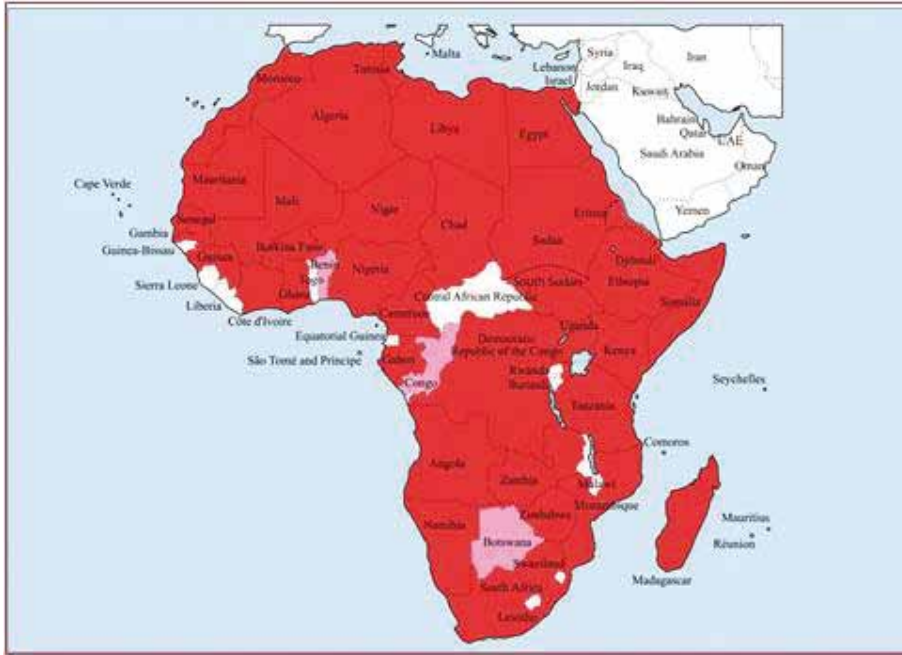 Malta
Syria
Lebanon
Israel
Iraq
Iran
Jordan
Kuwait
Morocco
Tunisia
Algeria
Libya
Egypt
Bahrain
Qatar
UAE
Saudi Arabia
Oman
Yemen
Cape Verde
Mauritania
Mali
Niger
Chad
Sudan
Eritrea
Senegal
Gambia
Guinea-Bissau
Guinea
Burkina Faso
Benin
Togo
Ghana
Nigeria
Djibouti
Ethiopia
Somalia
South Sudan
Central African Republic
Sierra Leone
Liberia
Côte d'Ivoire
Cameroon
Equatorial Guinea
São Tomé and Principe
Gabon
Congo
Democratic
Republic of the Congo
Uganda
Kenya
Rwanda
Burundi
Tanzania
Seychelles
Comoros
Angola
Zambia
Malawi
Mozambique
Zimbabwe
Namibia
Botswana
Swaziland
South Africa
Lesotho
Madagascar
Mauritius
Réunion